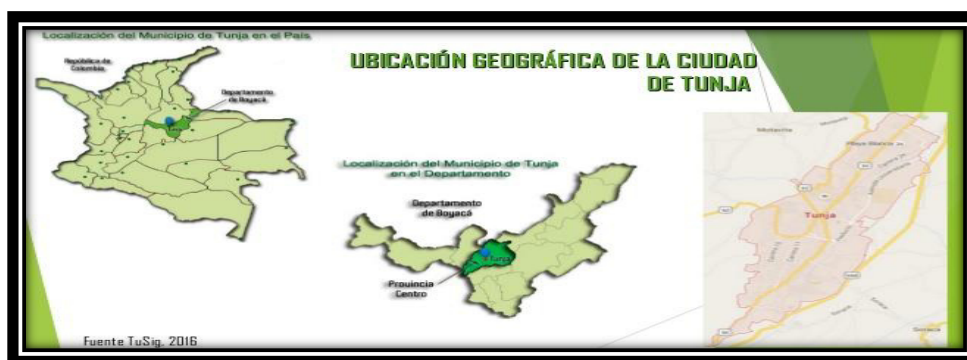 Localización del Municipio de Tunja en el País
República de
Colombia
Departamento
de Boyacá
Tunja
UBICACIÓN GEOGRÁFICA DE LA CIUDAD
DE TUNJA
Localización del Municipio de Tunja
en el Departamento
Departamento
de Boyacá
Tunja
Provincia
Centro
Tunja
Fuente TuSig, 2016